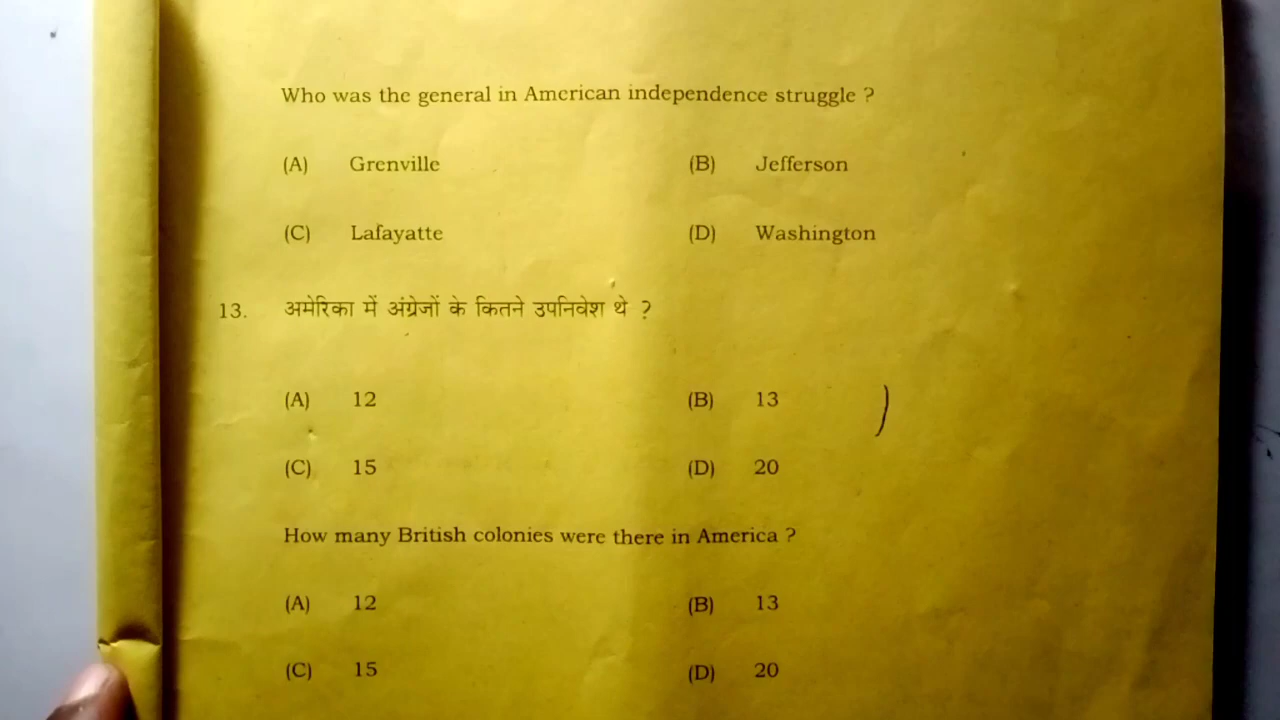 Who was the general in American independence struggle ?
(A) Grenville (B) Jefferson
(C) Lafayatte (D) Washington
13. अमेरिका में अंग्रेजों के कितने उपनिवेश थे ?
(A) 12 (B) 13
(C) 15 (D) 20
How many British colonies were there in America ?
(A) 12 (B) 13
(C) 15 (D) 20